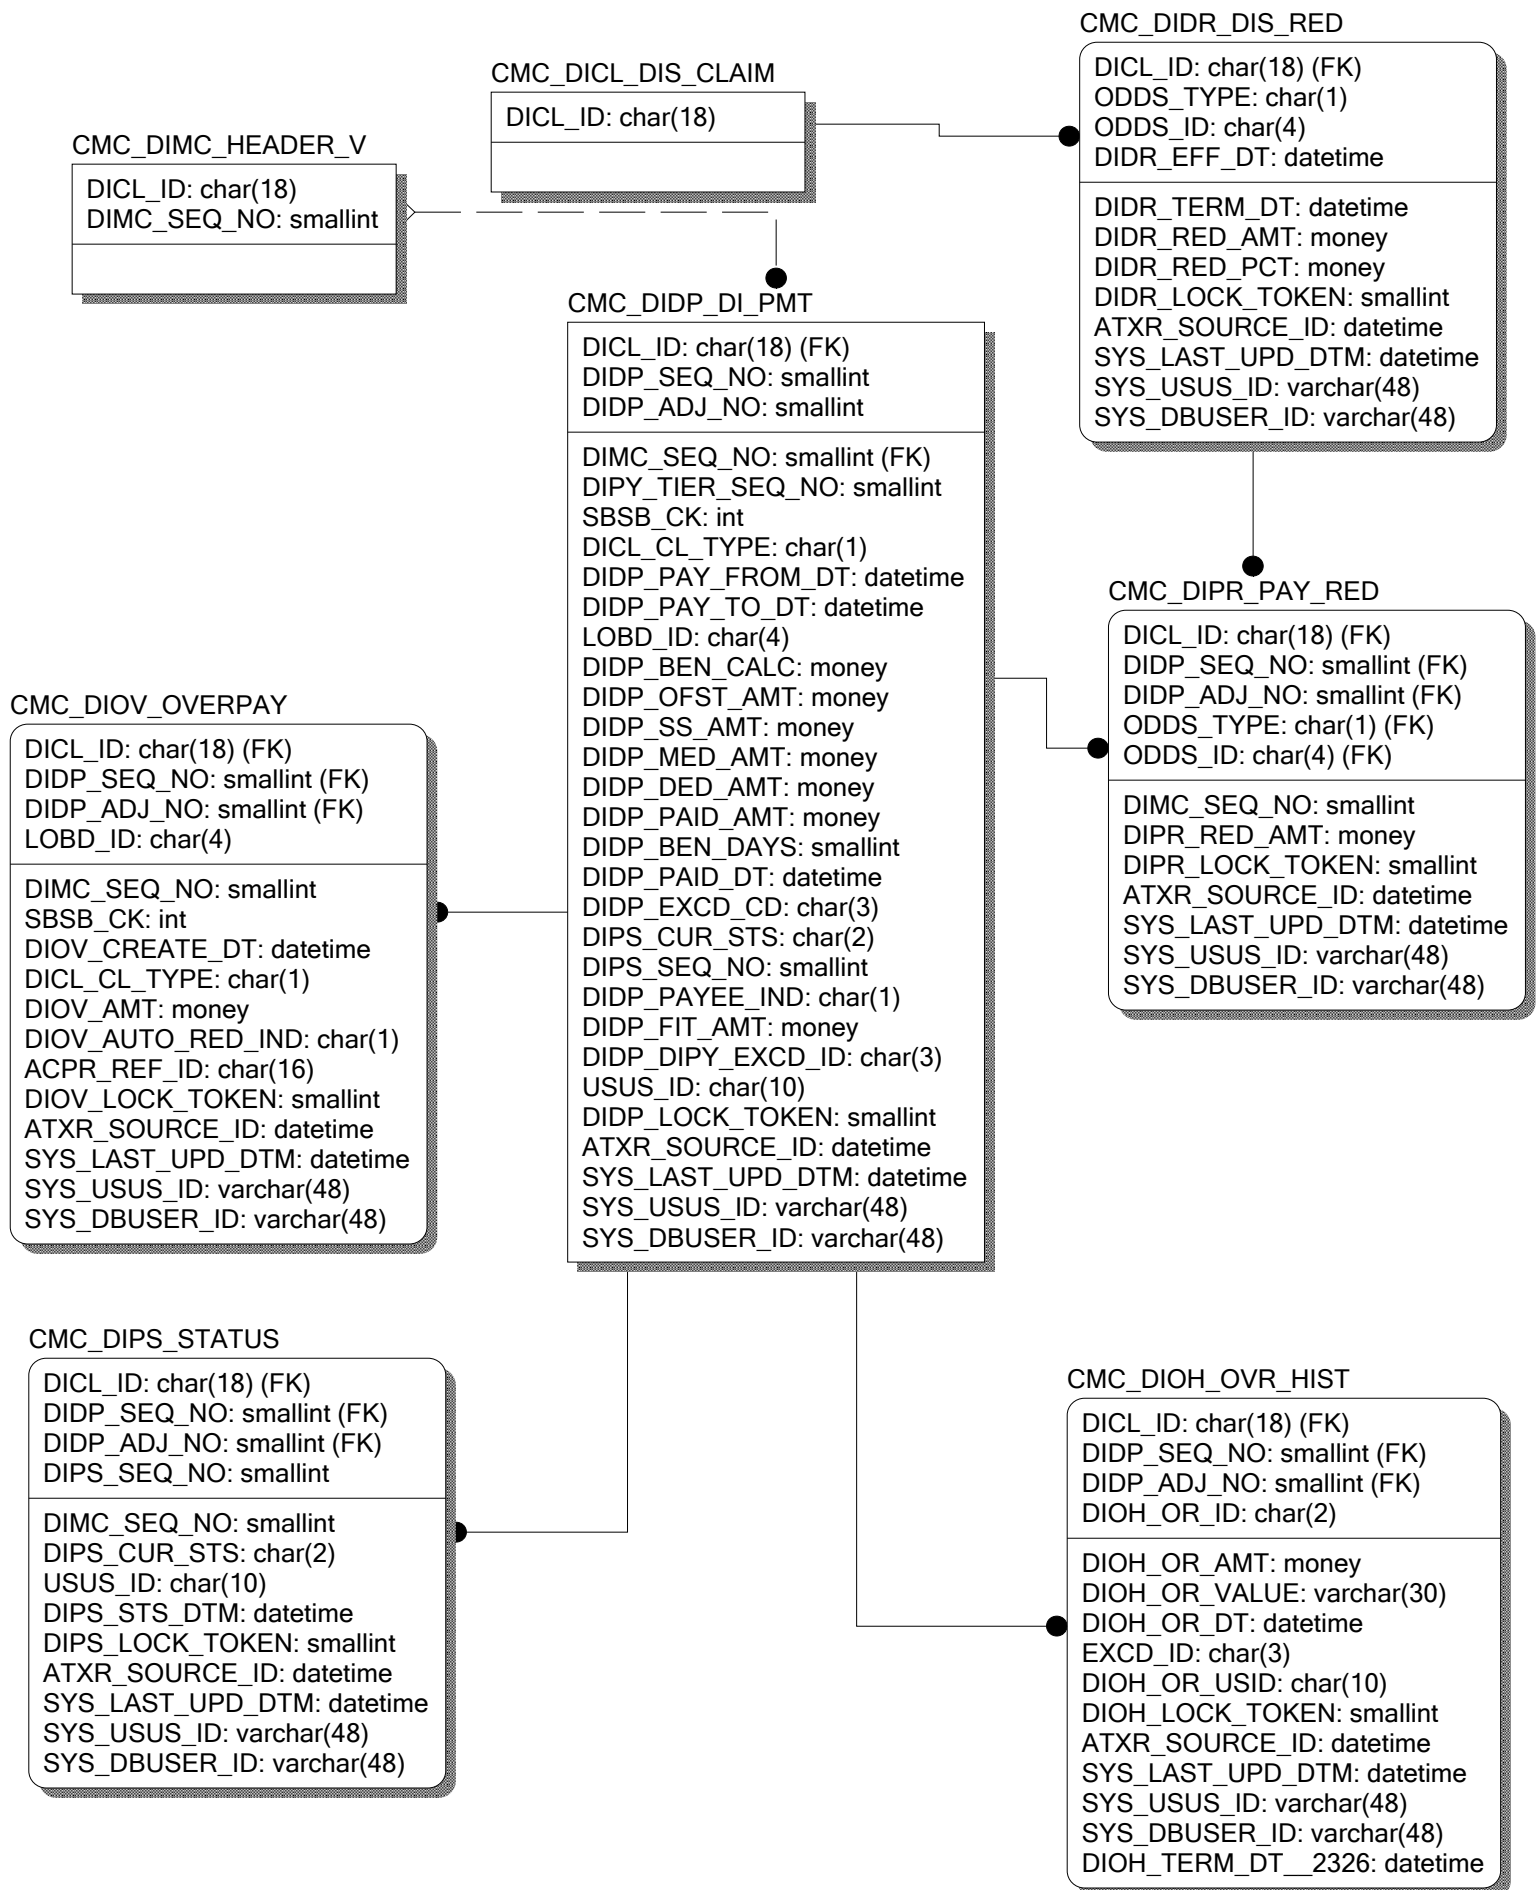 CMC_DIDR_DIS_RED
DICL_ID: char(18) (FK)
ODDS_TYPE: char(1)
ODDS_ID: char(4)
DIDR_EFF_DT: datetime
DIDR_TERM_DT: datetime
DIDR_RED_AMT: money
DIDR_RED_PCT: money
DIDR_LOCK_TOKEN: smallint
ATXR_SOURCE_ID: datetime
SYS_LAST_UPD_DTM: datetime
SYS_USUS_ID: varchar(48)
SYS_DBUSER_ID: varchar(48)
CMC_DICL_DIS_CLAIM
DICL_ID: char(18)
CMC_DIMC_HEADER_V
DICL_ID: char(18)
DIMC_SEQ_NO: smallint
CMC_DIDP_DI_PMT
DICL_ID: char(18) (FK)
DIDP_SEQ_NO: smallint
DIDP_ADJ_NO: smallint
DIMC_SEQ_NO: smallint (FK)
DIPY_TIER_SEQ_NO: smallint
SBSB_CK: int
DICL_CL_TYPE: char(1)
DIDP_PAY_FROM_DT: datetime
DIDP_PAY_TO_DT: datetime
LOBD_ID: char(4)
DIDP_BEN_CALC: money
DIDP_OFST_AMT: money
DIDP_SS_AMT: money
DIDP_MED_AMT: money
DIDP_DED_AMT: money
DIDP_PAID_AMT: money
DIDP_BEN_DAYS: smallint
DIDP_PAID_DT: datetime
DIDP_EXCD_CD: char(3)
DIPS_CUR_STS: char(2)
DIPS_SEQ_NO: smallint
DIDP_PAYEE_IND: char(1)
DIDP_FIT_AMT: money
DIDP_DIPY_EXCD_ID: char(3)
USUS_ID: char(10)
DIDP_LOCK_TOKEN: smallint
ATXR_SOURCE_ID: datetime
SYS_LAST_UPD_DTM: datetime
SYS_USUS_ID: varchar(48)
SYS_DBUSER_ID: varchar(48)
CMC_DIPR_PAY_RED
DICL_ID: char(18) (FK)
DIDP_SEQ_NO: smallint (FK)
DIDP_ADJ_NO: smallint (FK)
ODDS_TYPE: char(1) (FK)
ODDS_ID: char(4) (FK)
DIMC_SEQ_NO: smallint
DIPR_RED_AMT: money
DIPR_LOCK_TOKEN: smallint
ATXR_SOURCE_ID: datetime
SYS_LAST_UPD_DTM: datetime
SYS_USUS_ID: varchar(48)
SYS_DBUSER_ID: varchar(48)
CMC_DIOV_OVERPAY
DICL_ID: char(18) (FK)
DIDP_SEQ_NO: smallint (FK)
DIDP_ADJ_NO: smallint (FK)
LOBD_ID: char(4)
DIMC_SEQ_NO: smallint
SBSB_CK: int
DIOV_CREATE_DT: datetime
DICL_CL_TYPE: char(1)
DIOV_AMT: money
DIOV_AUTO_RED_IND: char(1)
ACPR_REF_ID: char(16)
DIOV_LOCK_TOKEN: smallint
ATXR_SOURCE_ID: datetime
SYS_LAST_UPD_DTM: datetime
SYS_USUS_ID: varchar(48)
SYS_DBUSER_ID: varchar(48)
CMC_DIPS_STATUS
DICL_ID: char(18) (FK)
DIDP_SEQ_NO: smallint (FK)
DIDP_ADJ_NO: smallint (FK)
DIPS_SEQ_NO: smallint
DIMC_SEQ_NO: smallint
DIPS_CUR_STS: char(2)
USUS_ID: char(10)
DIPS_STS_DTM: datetime
DIPS_LOCK_TOKEN: smallint
ATXR_SOURCE_ID: datetime
SYS_LAST_UPD_DTM: datetime
SYS_USUS_ID: varchar(48)
SYS_DBUSER_ID: varchar(48)
CMC_DIOH_OVR_HIST
DICL_ID: char(18) (FK)
DIDP_SEQ_NO: smallint (FK)
DIDP_ADJ_NO: smallint (FK)
DIOH_OR_ID: char(2)
DIOH_OR_AMT: money
DIOH_OR_VALUE: varchar(30)
DIOH_OR_DT: datetime
EXCD_ID: char(3)
DIOH_OR_USID: char(10)
DIOH_LOCK_TOKEN: smallint
ATXR_SOURCE_ID: datetime
SYS_LAST_UPD_DTM: datetime
SYS_USUS_ID: varchar(48)
SYS_DBUSER_ID: varchar(48)
DIOH_TERM_DT__2326: datetime